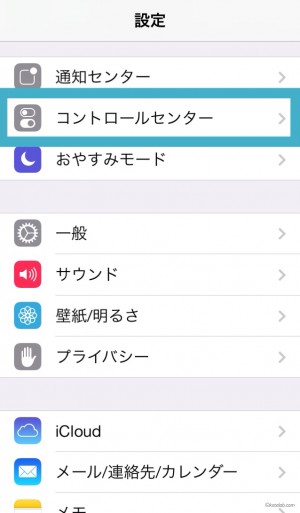 設定
通知センター
コントロールセンター
おやすみモード
一般
サウンド
壁紙/明るさ
プライバシー
iCloud
メール/連絡先/カレンダー
メモ